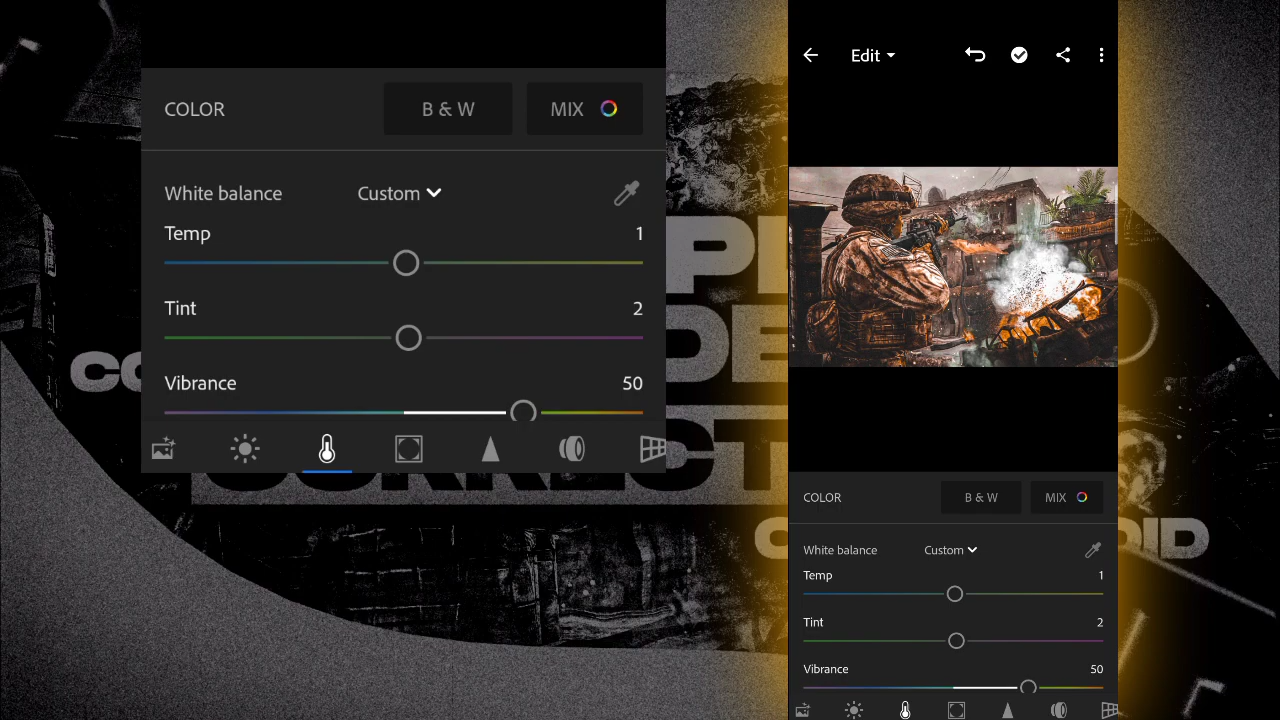 COLOR B & W MIX
White balance Custom
Temp 1
Tint 2
Vibrance 50
Edit
COLOR B & W MIX
White balance Custom
Temp 1
Tint 2
Vibrance 50